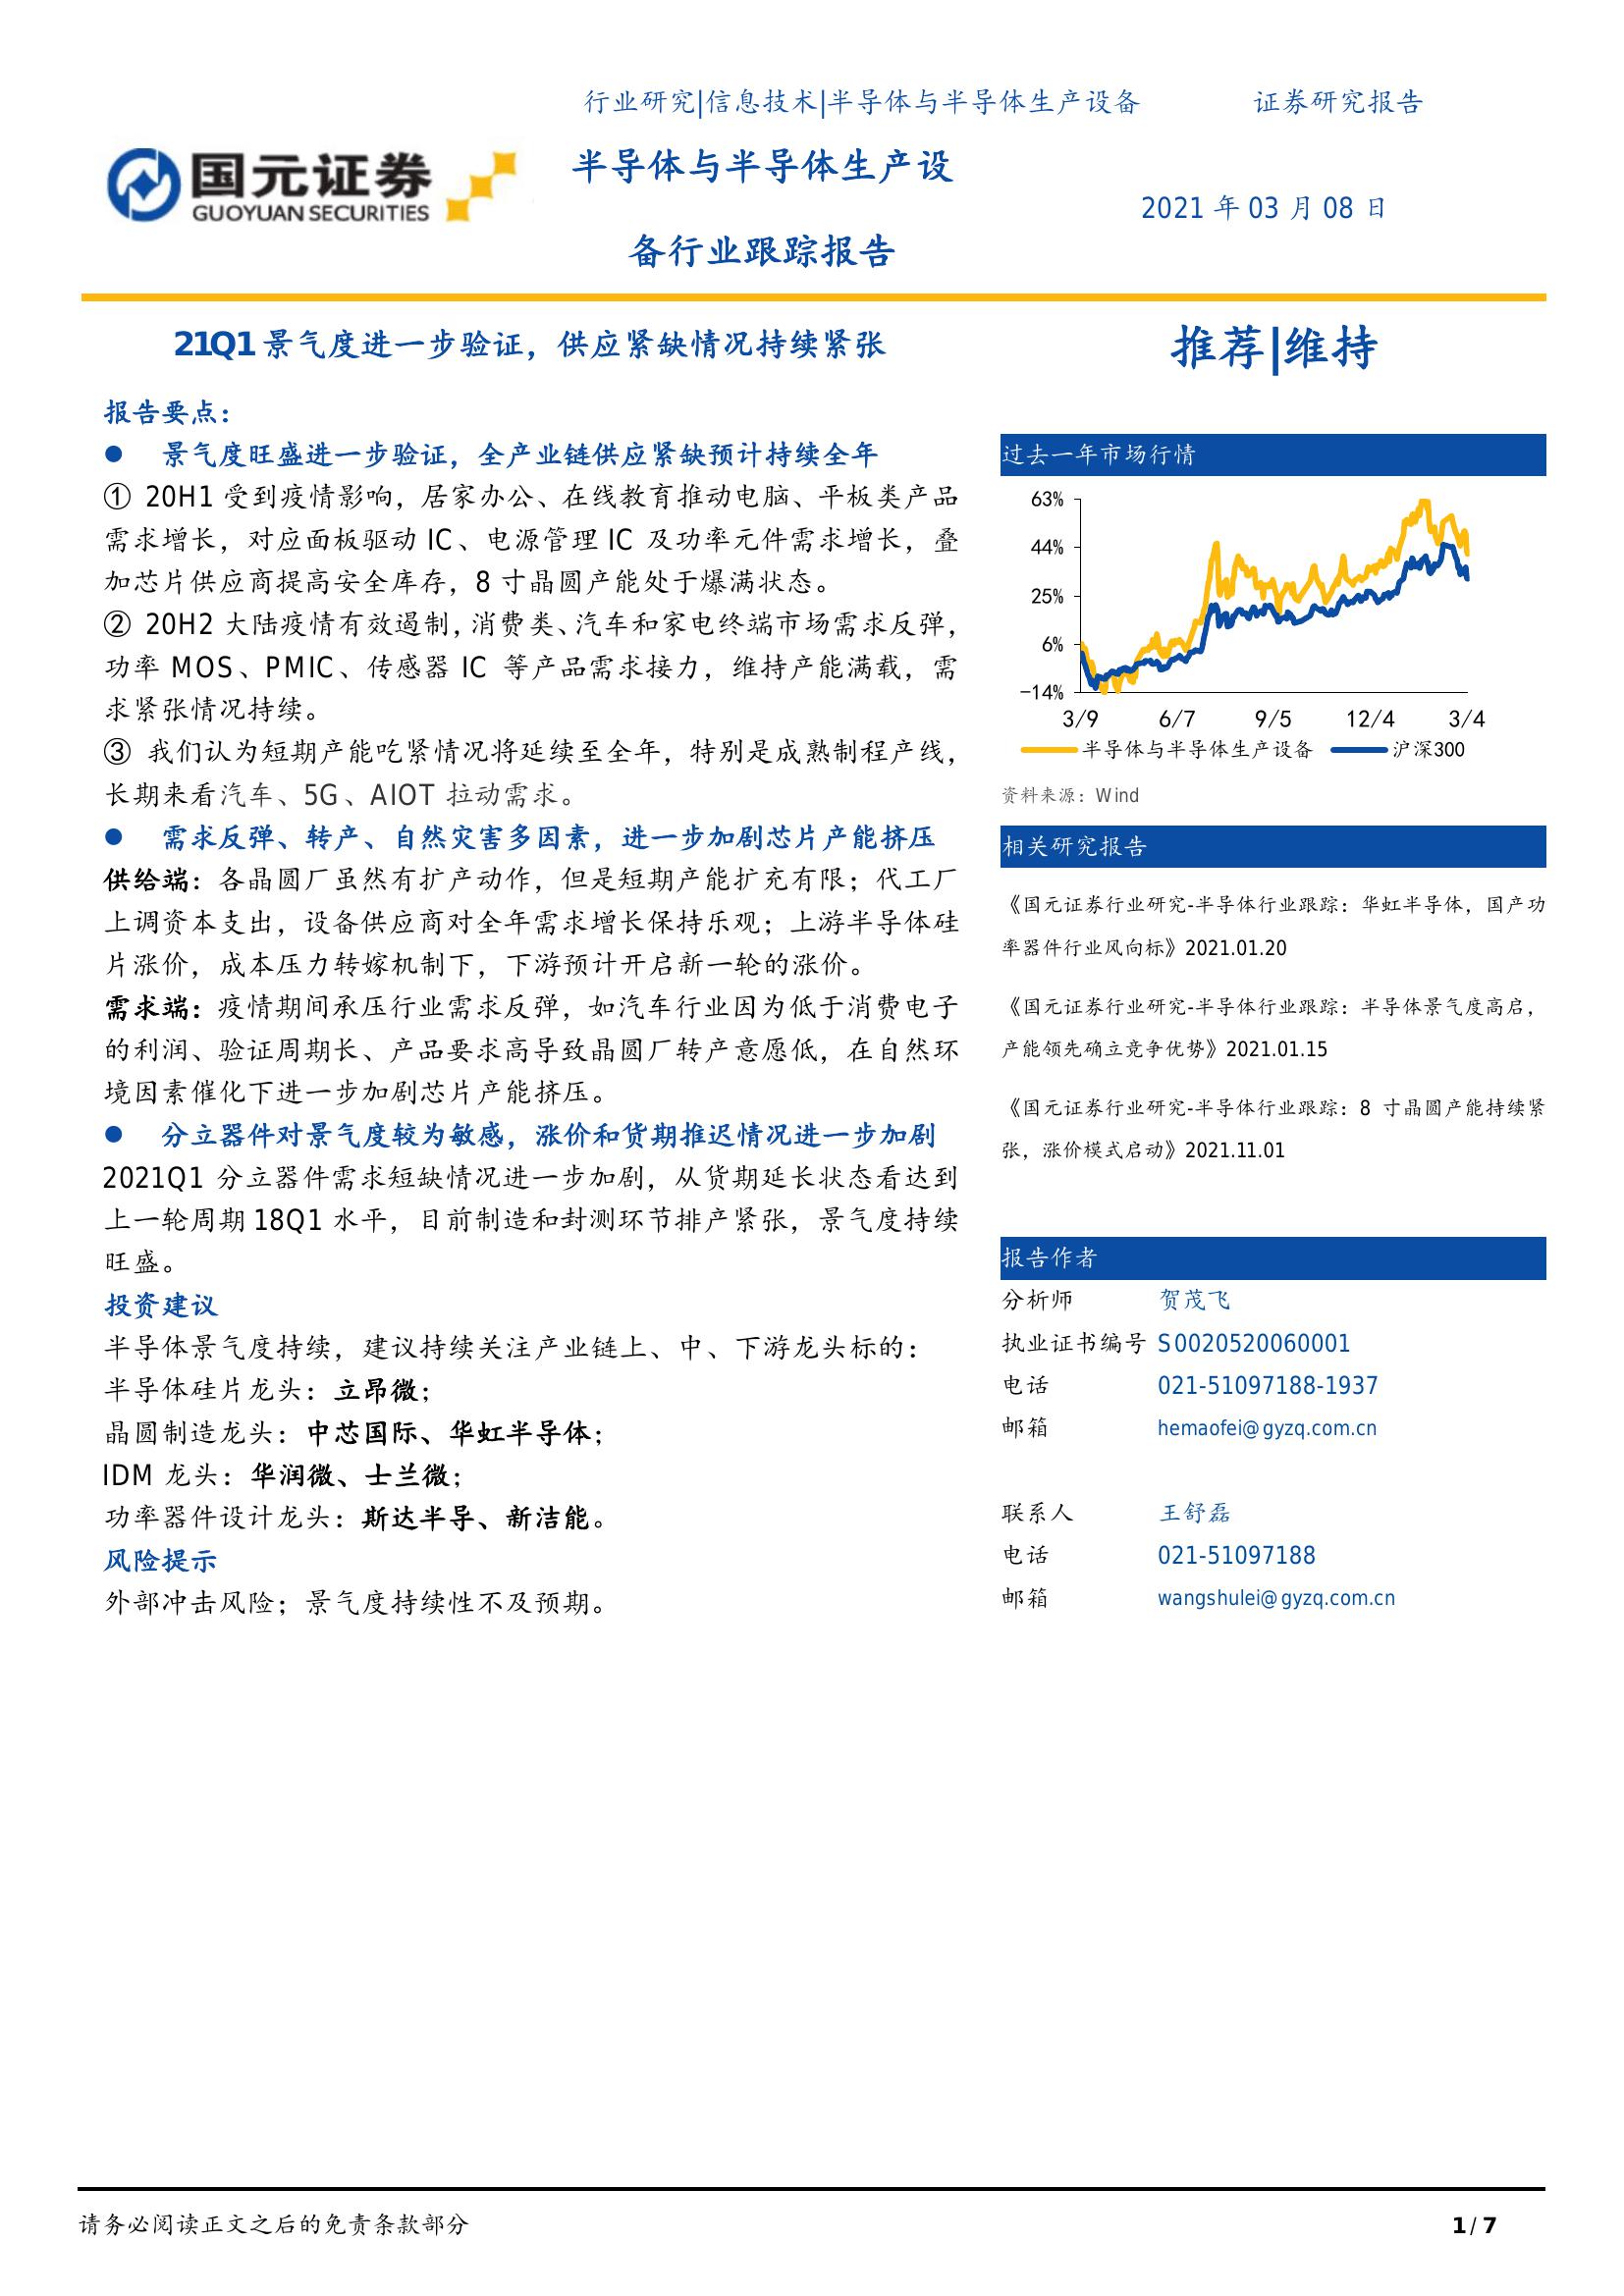 行业研究|信息技术|半导体与半导体生产设备 证券研究报告
国元证券
GUOYUAN SECURITIES
半导体与半导体生产设
备行业跟踪报告
2021 年 03 月 08 日
21Q1 景气度进一步验证，供应紧缺情况持续紧张
报告要点：
● 景气度旺盛进一步验证，全产业链供应紧缺预计持续全年
① 20H1 受到疫情影响，居家办公、在线教育推动电脑、平板类产品
需求增长，对应面板驱动 IC、电源管理 IC 及功率元件需求增长，叠
加芯片供应商提高安全库存，8 寸晶圆产能处于爆满状态。
② 20H2 大陆疫情有效遏制，消费类、汽车和家电终端市场需求反弹，
功率 MOS、PMIC、传感器 IC 等产品需求接力，维持产能满载，需
求紧张情况持续。
③ 我们认为短期产能吃紧情况将延续至全年，特别是成熟制程产线，
长期来看汽车、5G、AIOT 拉动需求。
● 需求反弹、转产、自然灾害多因素，进一步加剧芯片产能挤压
供给端：各晶圆厂虽然有扩产动作，但是短期产能扩充有限；代工厂
上调资本支出，设备供应商对全年需求增长保持乐观；上游半导体硅
片涨价，成本压力转嫁机制下，下游预计开启新一轮的涨价。
需求端：疫情期间承压行业需求反弹，如汽车行业因为低于消费电子
的利润、验证周期长、产品要求高导致晶圆厂转产意愿低，在自然环
境因素催化下进一步加剧芯片产能挤压。
● 分立器件对景气度较为敏感，涨价和货期推迟情况进一步加剧
2021Q1 分立器件需求短缺情况进一步加剧，从货期延长状态看达到
上一轮周期 18Q1 水平，目前制造和封测环节排产紧张，景气度持续
旺盛。
投资建议
半导体景气度持续，建议持续关注产业链上、中、下游龙头标的：
半导体硅片龙头：立昂微；
晶圆制造龙头：中芯国际、华虹半导体；
IDM 龙头：华润微、士兰微；
功率器件设计龙头：斯达半导、新洁能。
风险提示
外部冲击风险；景气度持续性不及预期。
推荐|维持
过去一年市场行情
63%
44%
25%
6%
-14%
3/9 6/7 9/5 12/4 3/4
半导体与半导体生产设备 沪深300
资料来源：Wind
相关研究报告
《国元证券行业研究-半导体行业跟踪：华虹半导体，国产功
率器件行业风向标》2021.01.20
《国元证券行业研究-半导体行业跟踪：半导体景气度高启，
产能领先确立竞争优势》2021.01.15
《国元证券行业研究-半导体行业跟踪：8 寸晶圆产能持续紧
张，涨价模式启动》2021.11.01
报告作者
分析师 贺茂飞
执业证书编号 S0020520060001
电话 021-51097188-1937
邮箱 hemaofei@gyzq.com.cn
联系人 王舒磊
电话 021-51097188
邮箱 wangshulei@gyzq.com.cn
请务必阅读正文之后的免责条款部分 1 / 7